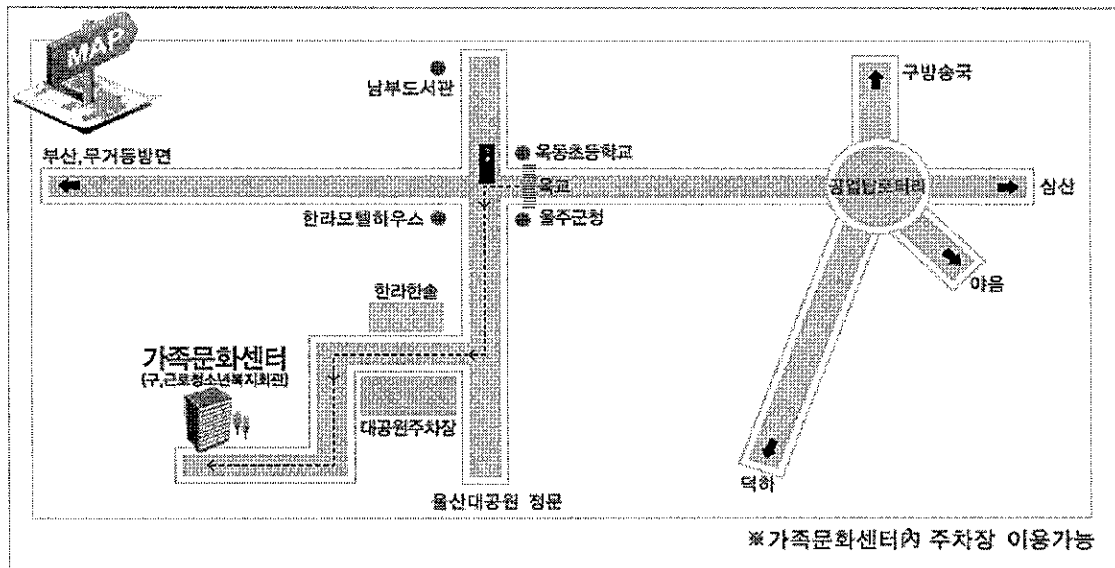 MAP
남부도서관
구방송국
부산,무거동방면
옥동초등학교
육교
공업탑로터리
삼산
한라모텔하우스
울주군청
야음
한라한솔
가족문화센터
(구,근로청소년복지회관)
대공원주차장
덕하
울산대공원 정문
※가족문화센터內 주차장 이용가능